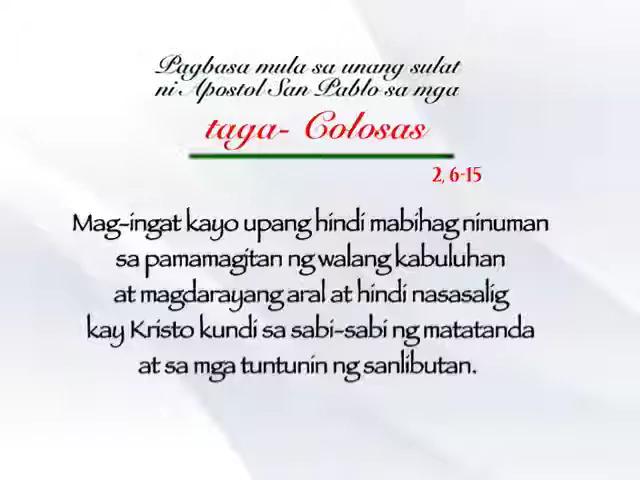 Pagbasa mula sa unang sulat
ni Apostol San Pablo sa mga
taga- Colosas
2, 6-15
Mag-ingat kayo upang hindi mabihag ninuman
sa pamamagitan ng walang kabuluhan
at magdarayang aral at hindi nasasalig
kay Kristo kundi sa sabi-sabi ng matatanda
at sa mga tuntunin ng sanlibutan.